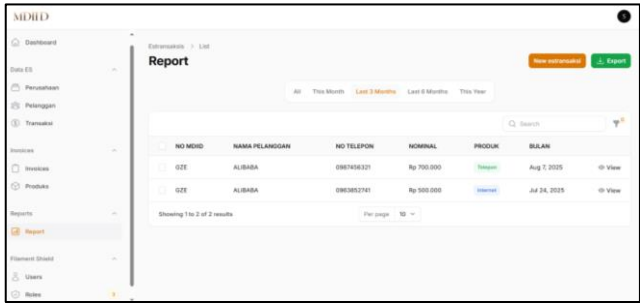 MDIID
S
Dashboard
Data ES
Perusahaan
Pelanggan
Transaksi
Invoices
Invoices
Produks
Reports
Report
Filament Shield
Users
Roles
Estransaksis > List
Report
New estransaksi
Export
All This Month Last 3 Months Last 6 Months This Year
Search
NO MDIID NAMA PELANGGAN NO TELEPON NOMINAL PRODUK BULAN
GZE ALIBABA 0987456321 Rp 700.000 Telepon Aug 7, 2025 View
GZE ALIBABA 0963852741 Rp 500.000 Internet Jul 24, 2025 View
Showing 1 to 2 of 2 results
Per page 10